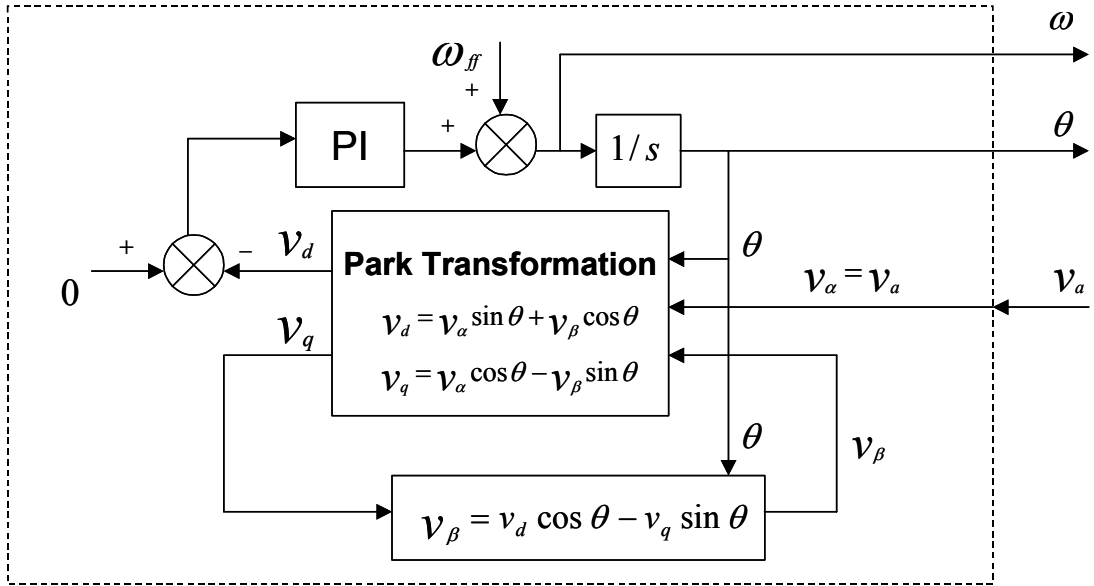 ω
ω_ff
+
+
PI
1/s
θ
+
−
0
v_d
Park Transformation
θ
v_α = v_a
v_a
v_d = v_α sin θ + v_β cos θ
v_q
v_q = v_α cos θ − v_β sin θ
θ
v_β
v_β = v_d cos θ − v_q sin θ